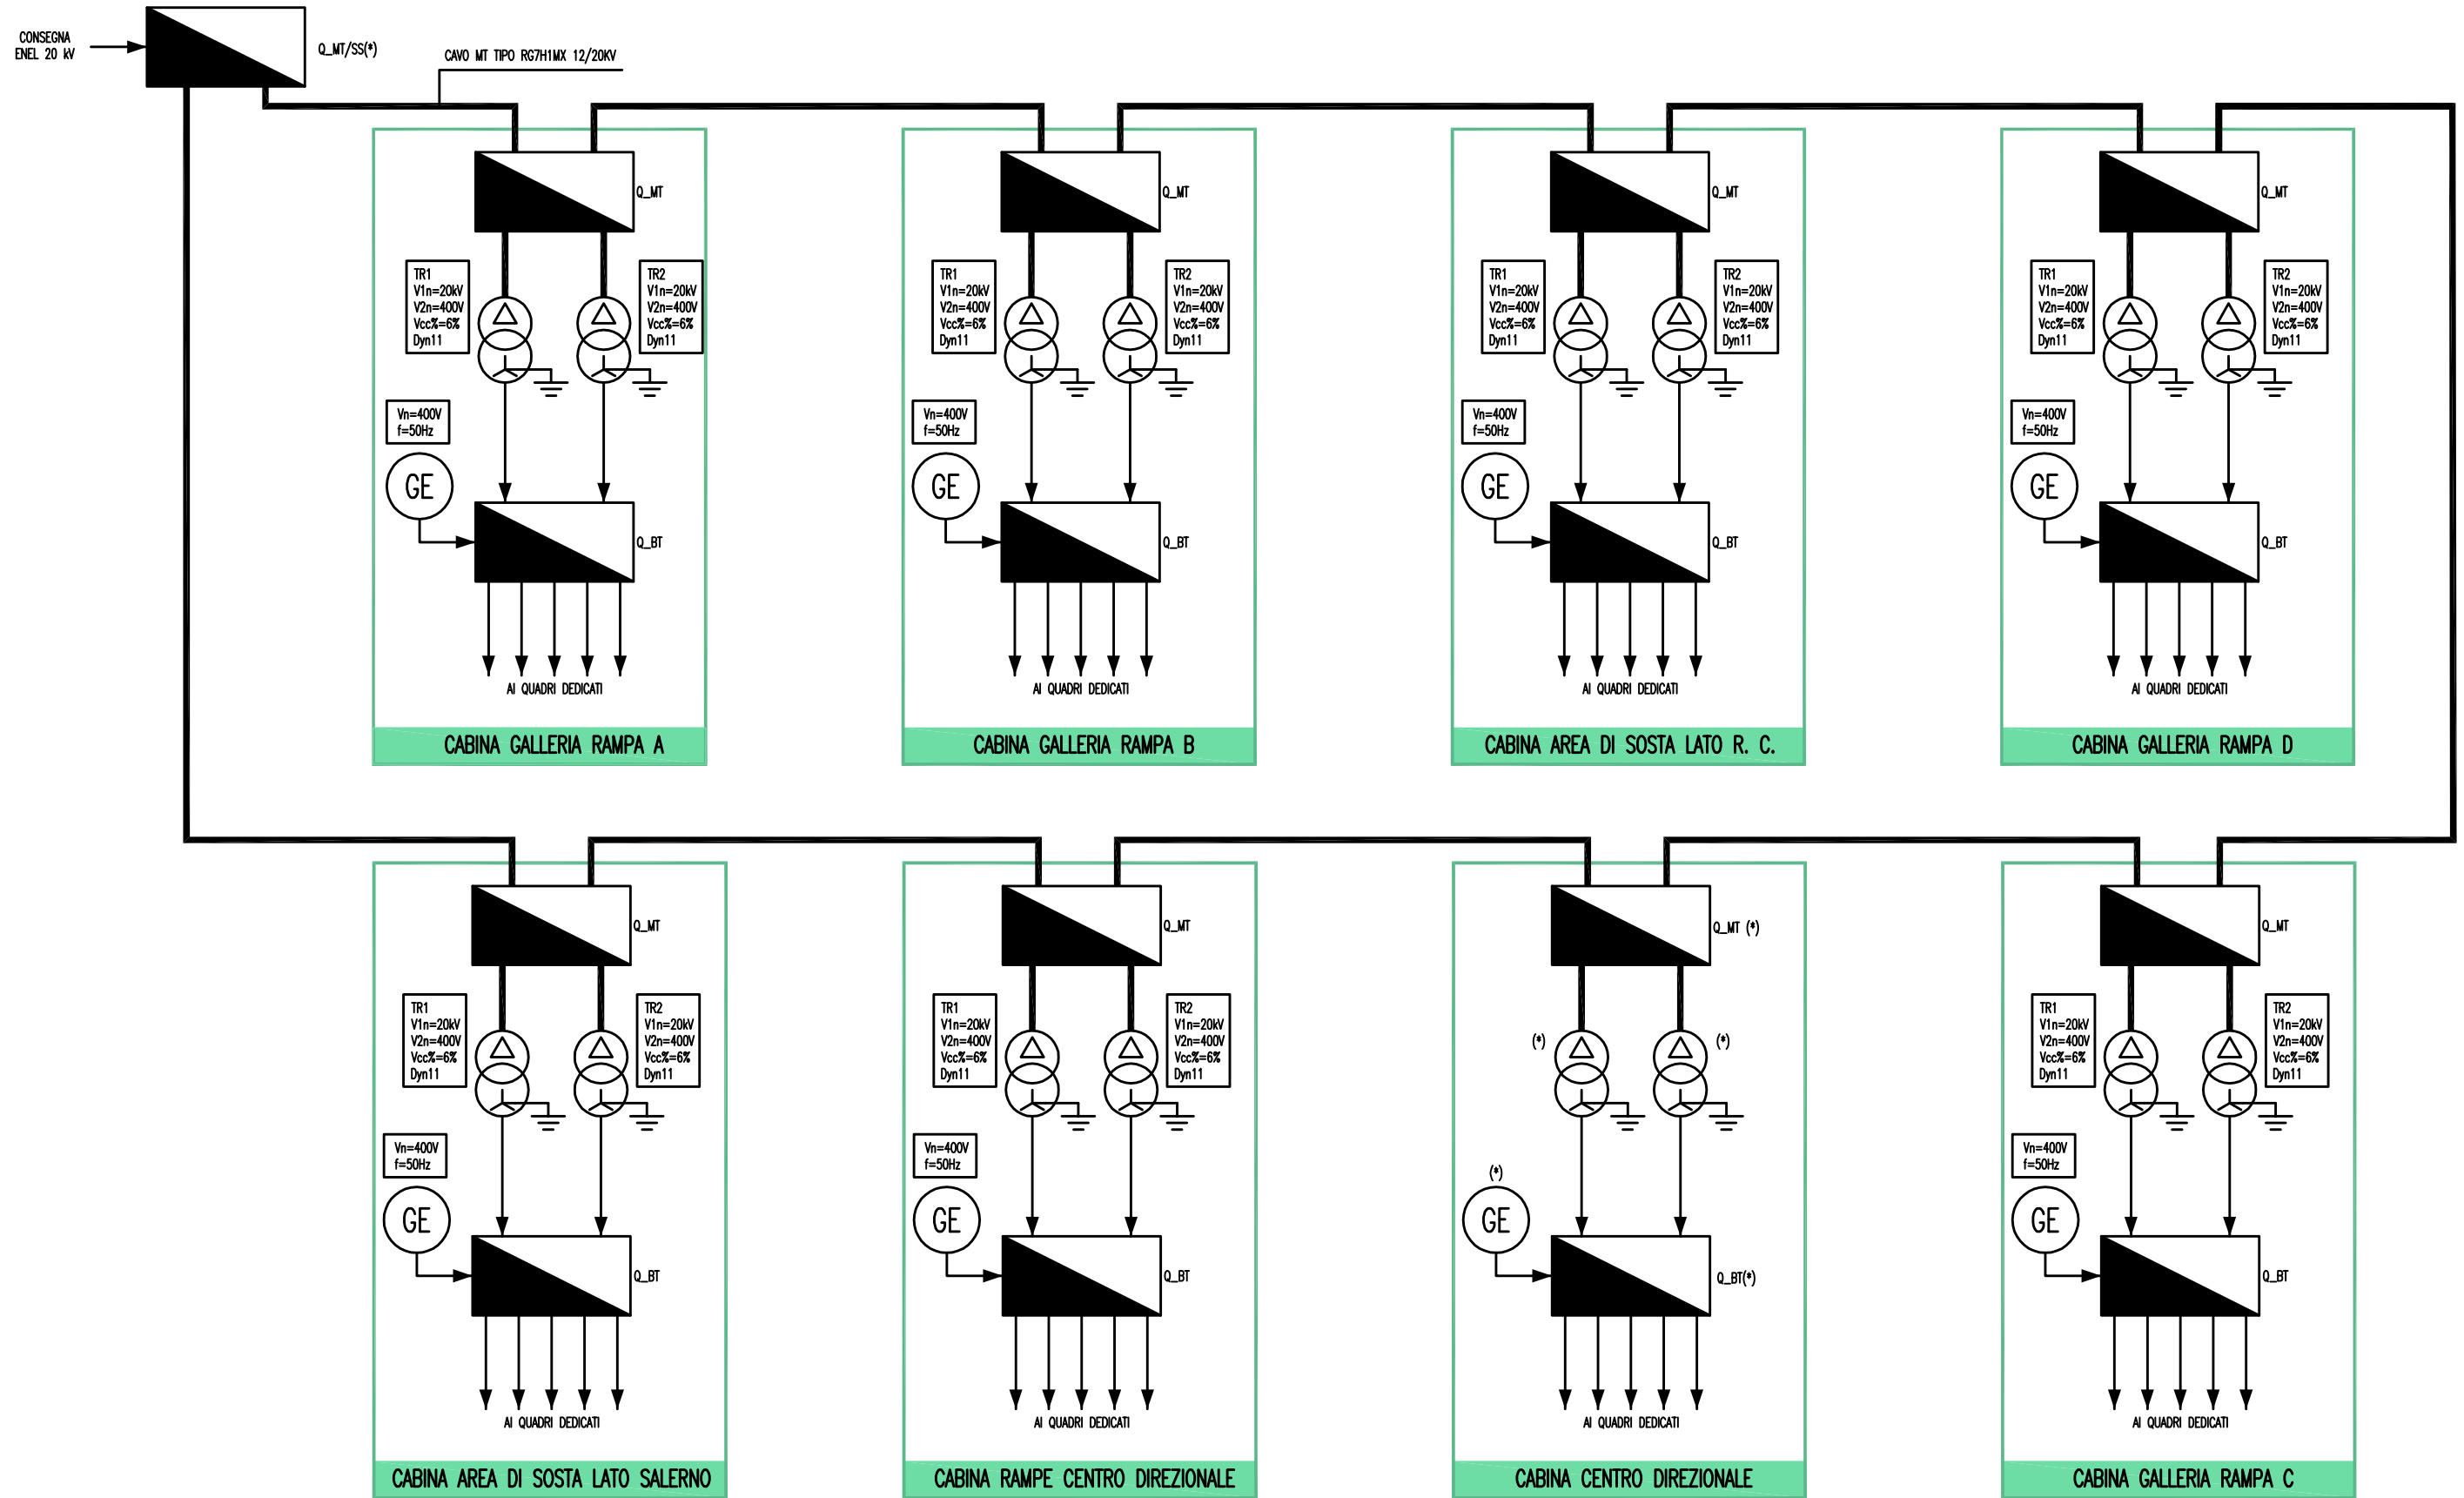 CONSEGNA
ENEL 20 kV
Q_MT/SS(*)
CAVO MT TIPO RG7H1MX 12/20KV
Q_MT
TR1
V1n=20kV
V2n=400V
Vcc%=6%
Dyn11
TR2
V1n=20kV
V2n=400V
Vcc%=6%
Dyn11
Vn=400V
f=50Hz
GE
Q_BT
AI QUADRI DEDICATI
CABINA GALLERIA RAMPA A
Q_MT
TR1
V1n=20kV
V2n=400V
Vcc%=6%
Dyn11
TR2
V1n=20kV
V2n=400V
Vcc%=6%
Dyn11
Vn=400V
f=50Hz
GE
Q_BT
AI QUADRI DEDICATI
CABINA GALLERIA RAMPA B
Q_MT
TR1
V1n=20kV
V2n=400V
Vcc%=6%
Dyn11
TR2
V1n=20kV
V2n=400V
Vcc%=6%
Dyn11
Vn=400V
f=50Hz
GE
Q_BT
AI QUADRI DEDICATI
CABINA AREA DI SOSTA LATO R. C.
Q_MT
TR1
V1n=20kV
V2n=400V
Vcc%=6%
Dyn11
TR2
V1n=20kV
V2n=400V
Vcc%=6%
Dyn11
Vn=400V
f=50Hz
GE
Q_BT
AI QUADRI DEDICATI
CABINA GALLERIA RAMPA D
Q_MT
TR1
V1n=20kV
V2n=400V
Vcc%=6%
Dyn11
TR2
V1n=20kV
V2n=400V
Vcc%=6%
Dyn11
Vn=400V
f=50Hz
GE
Q_BT
AI QUADRI DEDICATI
CABINA AREA DI SOSTA LATO SALERNO
Q_MT
TR1
V1n=20kV
V2n=400V
Vcc%=6%
Dyn11
TR2
V1n=20kV
V2n=400V
Vcc%=6%
Dyn11
Vn=400V
f=50Hz
GE
Q_BT
AI QUADRI DEDICATI
CABINA RAMPE CENTRO DIREZIONALE
Q_MT (*)
(*)
(*)
(*)
GE
Q_BT(*)
AI QUADRI DEDICATI
CABINA CENTRO DIREZIONALE
Q_MT
TR1
V1n=20kV
V2n=400V
Vcc%=6%
Dyn11
TR2
V1n=20kV
V2n=400V
Vcc%=6%
Dyn11
Vn=400V
f=50Hz
GE
Q_BT
AI QUADRI DEDICATI
CABINA GALLERIA RAMPA C